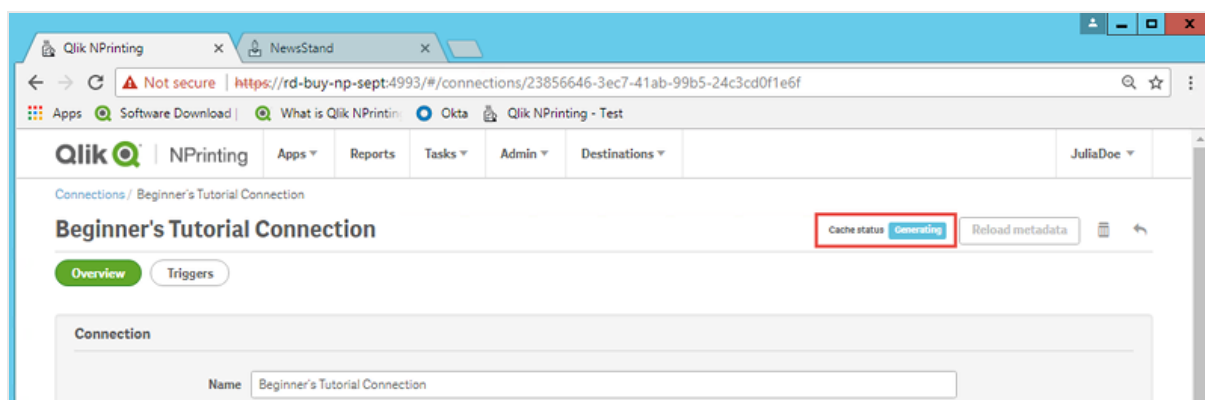 Qlik NPrinting
NewsStand
Not secure | https://rd-buy-np-sept:4993/#/connections/23856646-3ec7-41ab-99b5-24c3cd0f1e6f
Apps Software Download | What is Qlik NPrintin Okta Qlik NPrinting - Test
Qlik NPrinting Apps Reports Tasks Admin Destinations JuliaDoe
Connections / Beginner's Tutorial Connection
Beginner's Tutorial Connection Cache status Generating Reload metadata
Overview Triggers
Connection
Name Beginner's Tutorial Connection